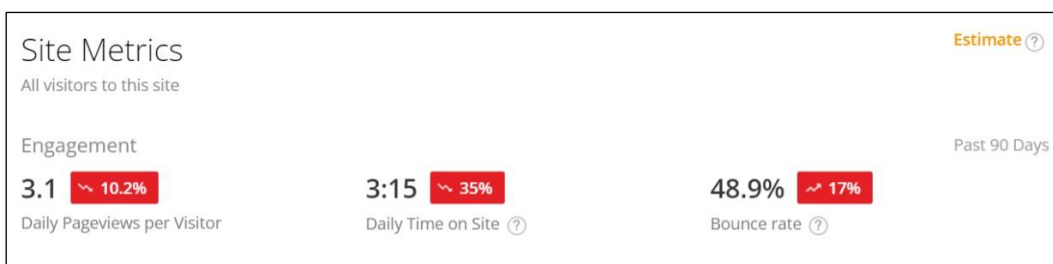 Site Metrics
Estimate ?
All visitors to this site
Engagement
Past 90 Days
3.1 10.2%
3:15 35%
48.9% 17%
Daily Pageviews per Visitor
Daily Time on Site ?
Bounce rate ?